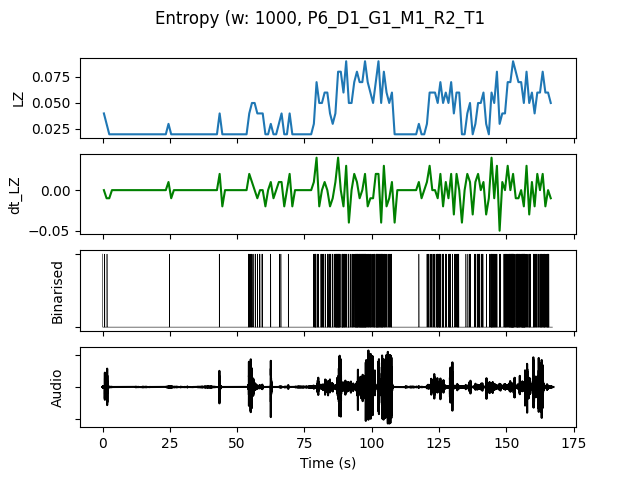 Entropy (w: 1000, P6_D1_G1_M1_R2_T1
0.075
0.050
0.025
LZ
0.00
−0.05
dt_LZ
Binarised
Audio
0 25 50 75 100 125 150 175
Time (s)